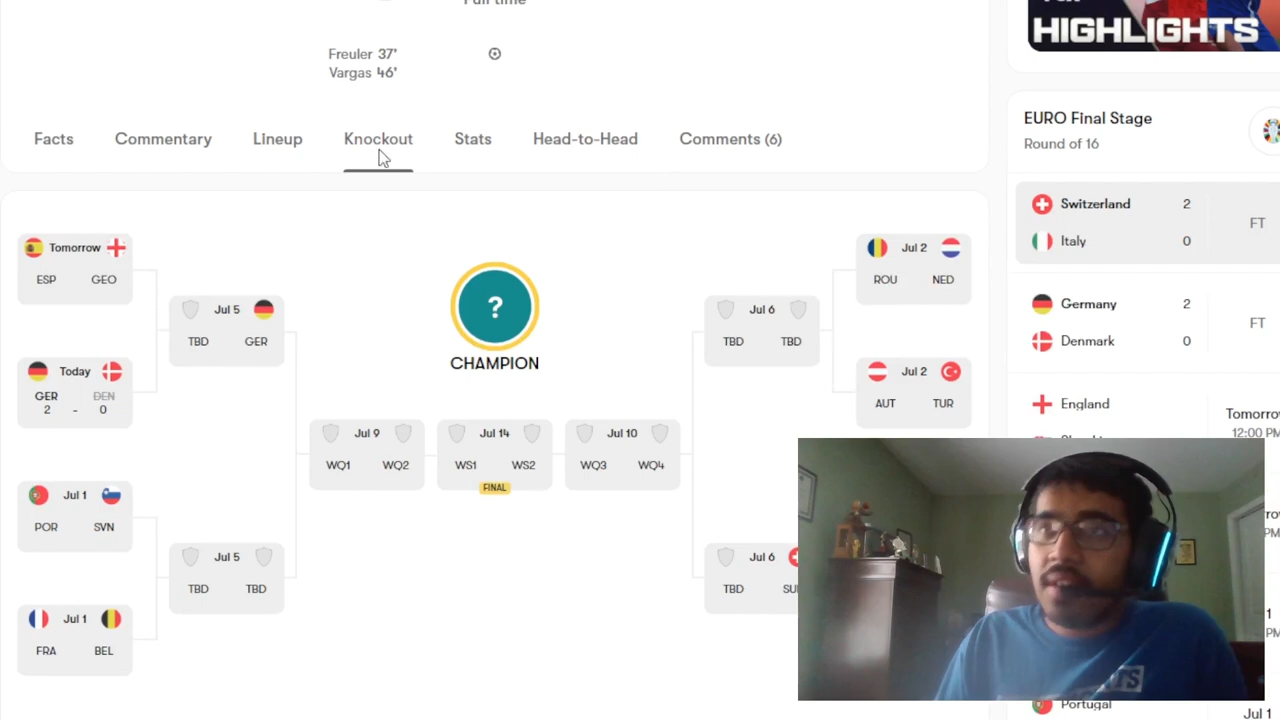 Full time
HIGHLIGHTS
Freuler 37'
Vargas 46'
Facts Commentary Lineup Knockout Stats Head-to-Head Comments (6)
EURO Final Stage
Round of 16
Switzerland 2
Italy 0
FT
Germany 2
Denmark 0
FT
England
Tomorrow
12:00 PM
Portugal
Jul 1
Tomorrow
ESP GEO
Today
GER DEN
2 - 0
Jul 1
POR SVN
Jul 1
FRA BEL
Jul 5
TBD GER
Jul 5
TBD TBD
?
CHAMPION
Jul 9
WQ1 WQ2
Jul 14
WS1 WS2
FINAL
Jul 10
WQ3 WQ4
Jul 6
TBD TBD
Jul 6
TBD SU
Jul 2
ROU NED
Jul 2
AUT TUR